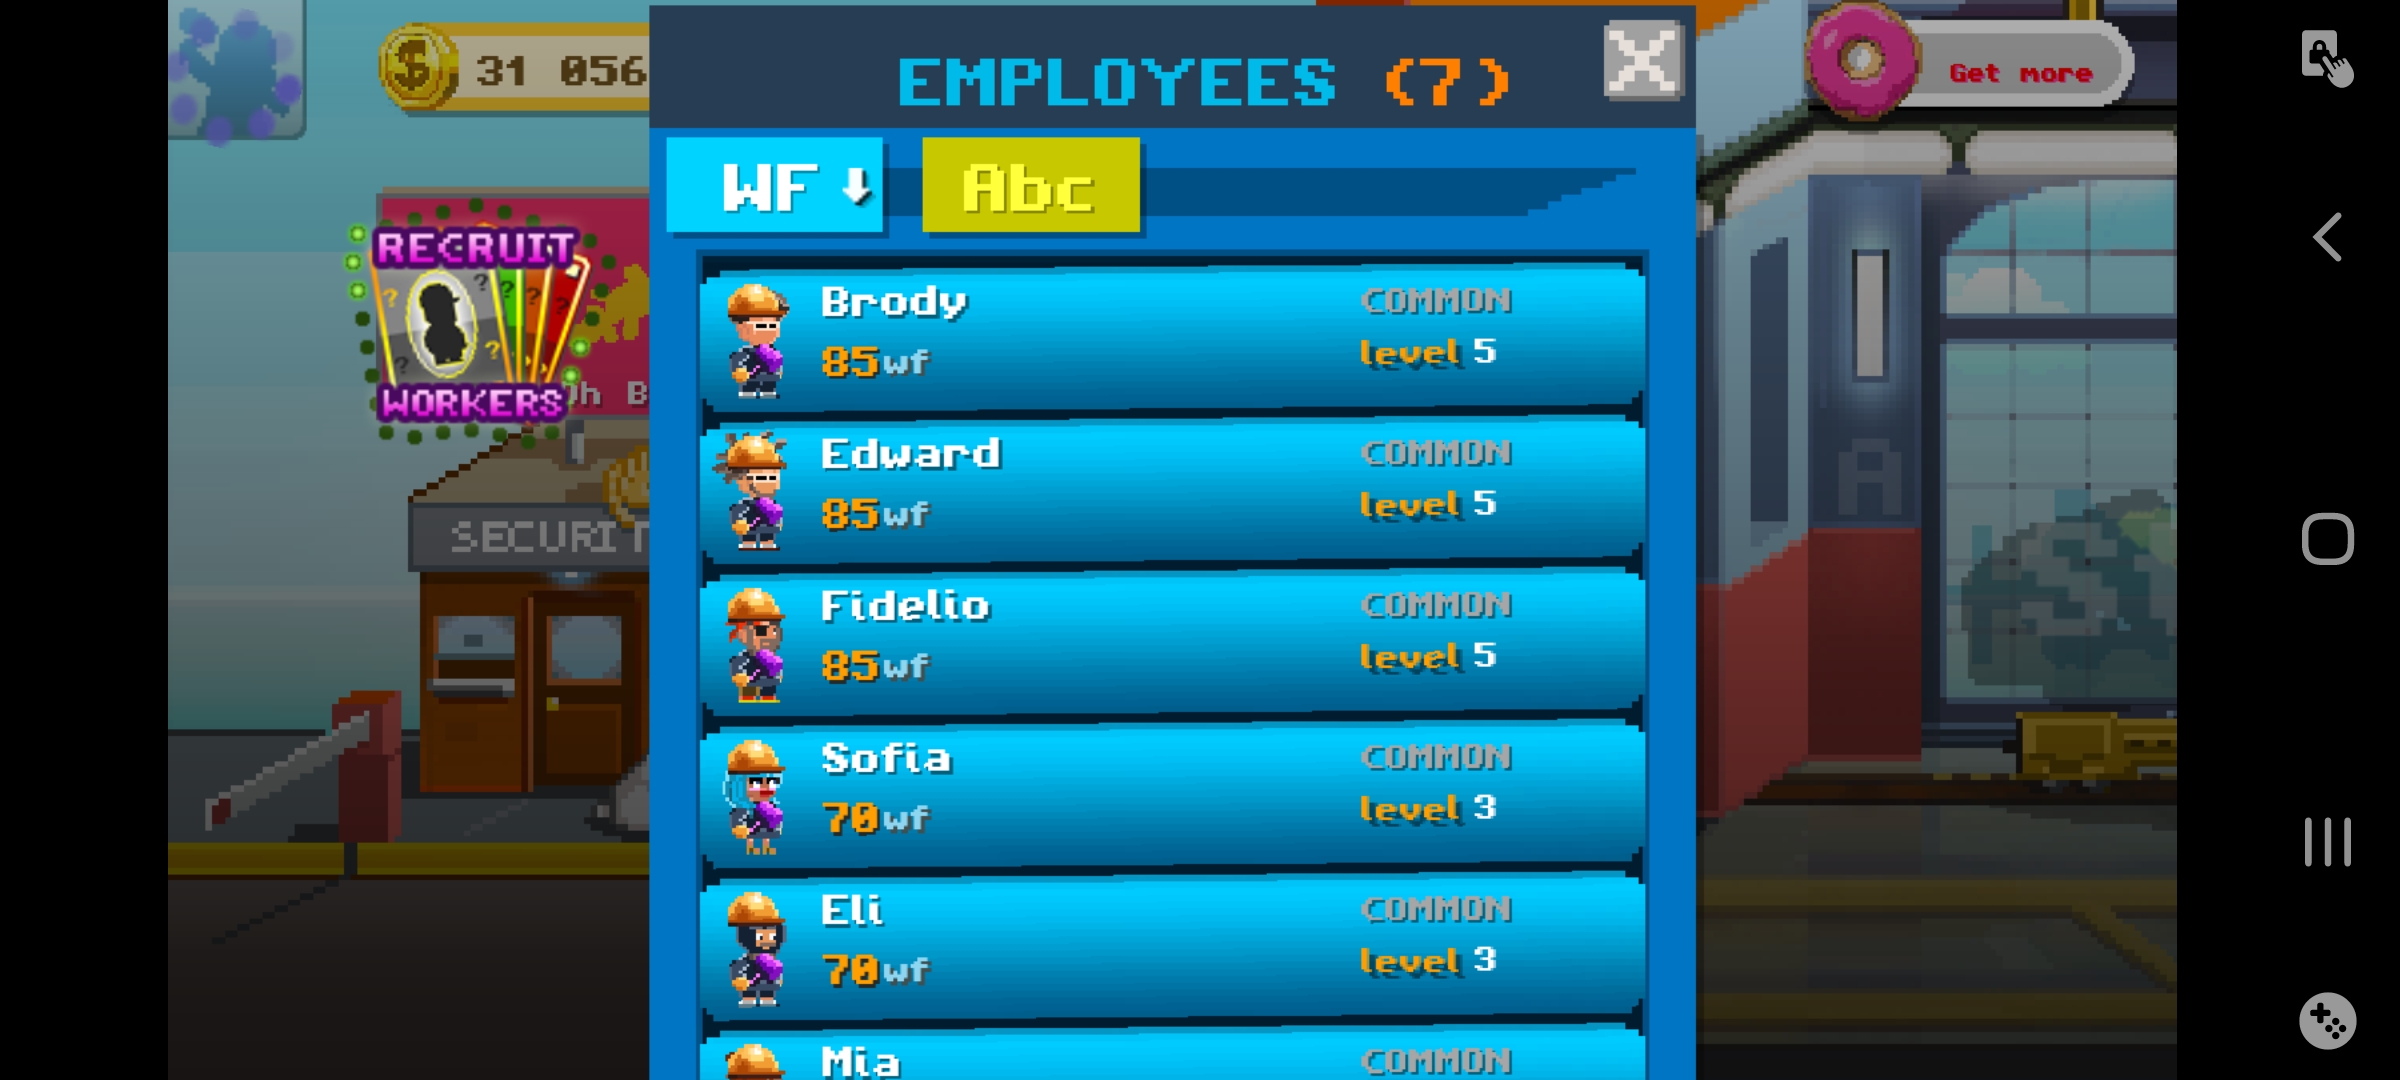 31 056
EMPLOYEES (7)
Get more
WF
Abc
RECRUIT
WORKERS
SECURIT
Brody
COMMON
85wf
level 5
Edward
COMMON
85wf
level 5
Fidelio
COMMON
85wf
level 5
Sofia
COMMON
70wf
level 3
Eli
COMMON
70wf
level 3
Mia
COMMON
A